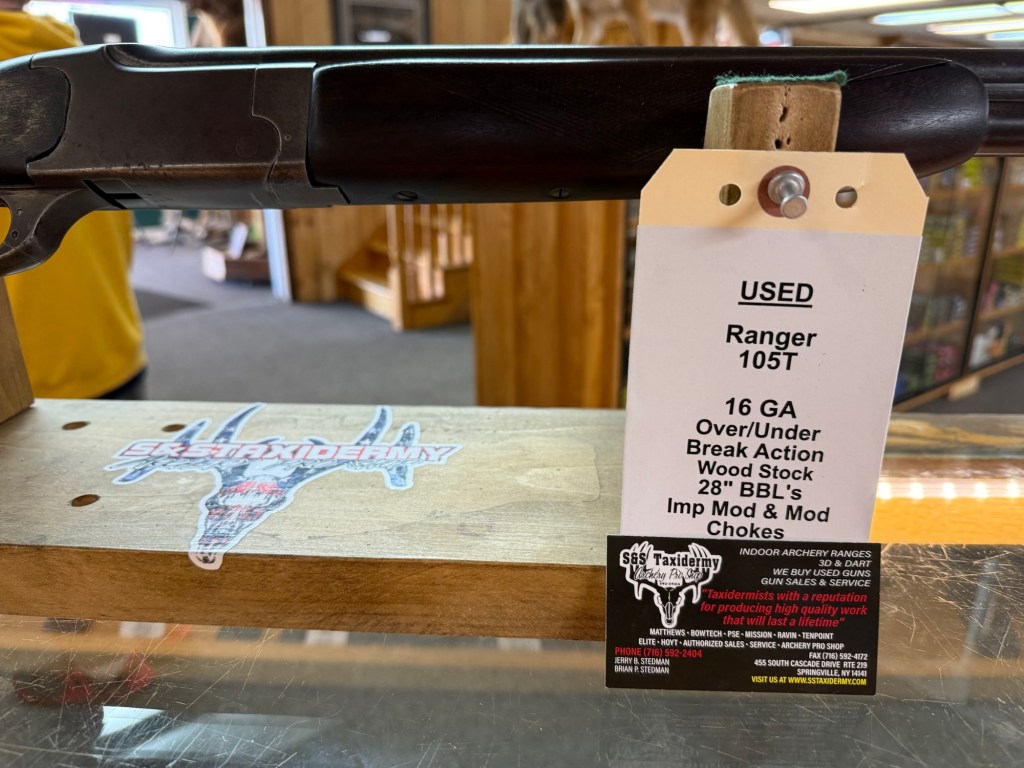 USED
Ranger
105T
16 GA
Over/Under
Break Action
Wood Stock
28" BBL's
Imp Mod & Mod
Chokes
SKSTAXIDERMY
S&S Taxidermy
Archery Pro Shop
INDOOR ARCHERY RANGES
3D & DART
WE BUY USED GUNS
GUN SALES & SERVICE
"Taxidermists with a reputation
for producing high quality work
that will last a lifetime"
MATTHEWS • BOWTECH • PSE • MISSION • RAVIN • TENPOINT
ELITE • HOYT • AUTHORIZED SALES • SERVICE • ARCHERY PRO SHOP
PHONE (716) 592-2404
JERRY B. STEDMAN
BRIAN P. STEDMAN
FAX (716) 592-4172
455 SOUTH CASCADE DRIVE RTE 219
SPRINGVILLE, NY 14141
VISIT US AT WWW.SSTAXIDERMY.COM